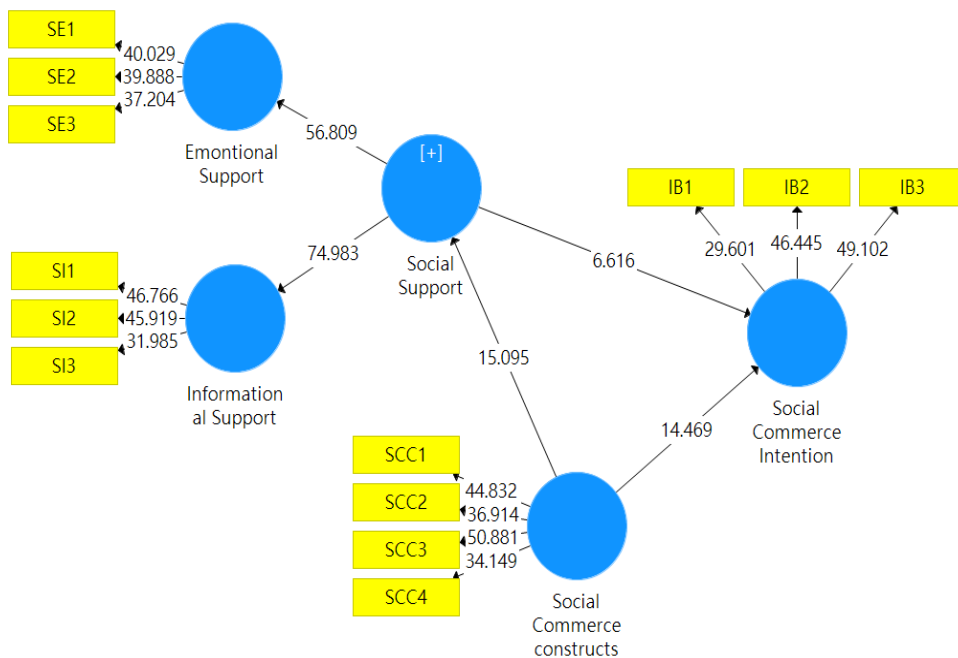 SE1
40.029
SE2
39.888
SE3
37.204
Emontional
Support
56.809
[+]
Social
Support
IB1
IB2
IB3
29.601
46.445
49.102
6.616
74.983
SI1
46.766
SI2
45.919
SI3
31.985
Information
al Support
15.095
Social
Commerce
Intention
14.469
SCC1
44.832
SCC2
36.914
SCC3
50.881
SCC4
34.149
Social
Commerce
constructs